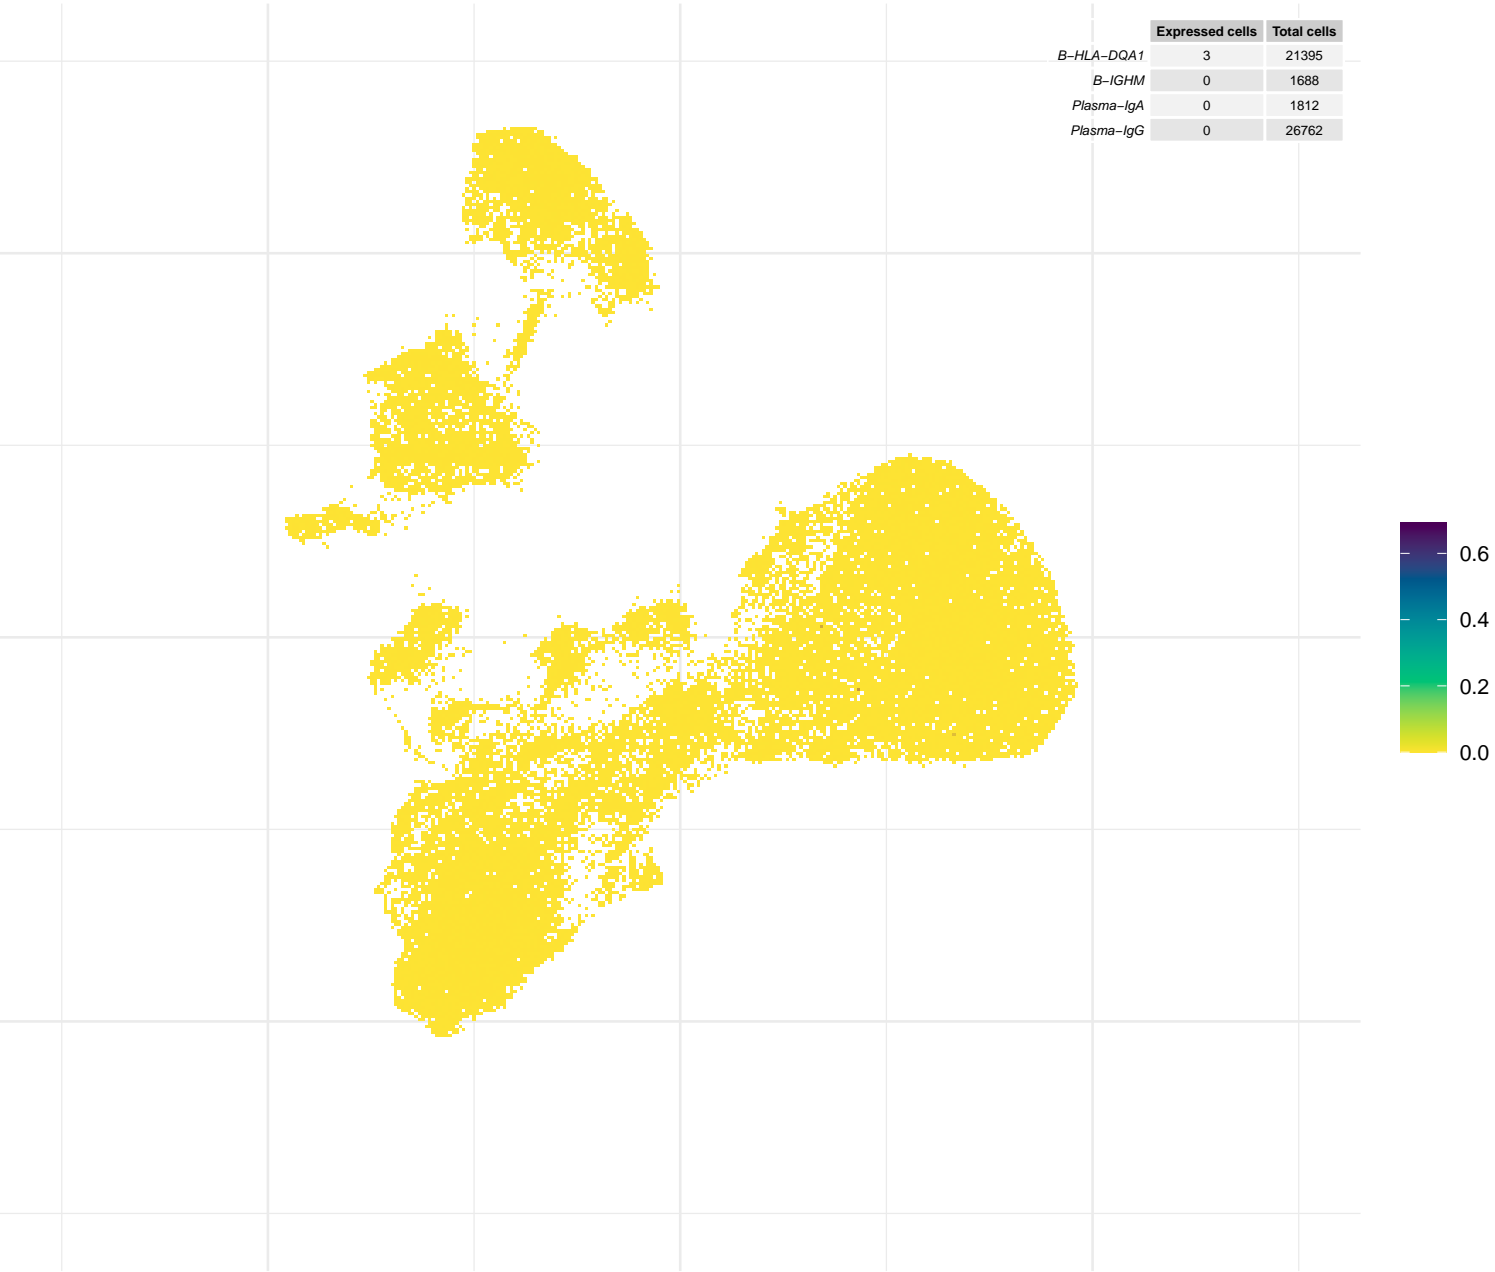 Expressed cells Total cells
B−HLA−DQA1 3 21395
B−IGHM 0 1688
Plasma−IgA 0 1812
Plasma−IgG 0 26762
0.6
0.4
0.2
0.0